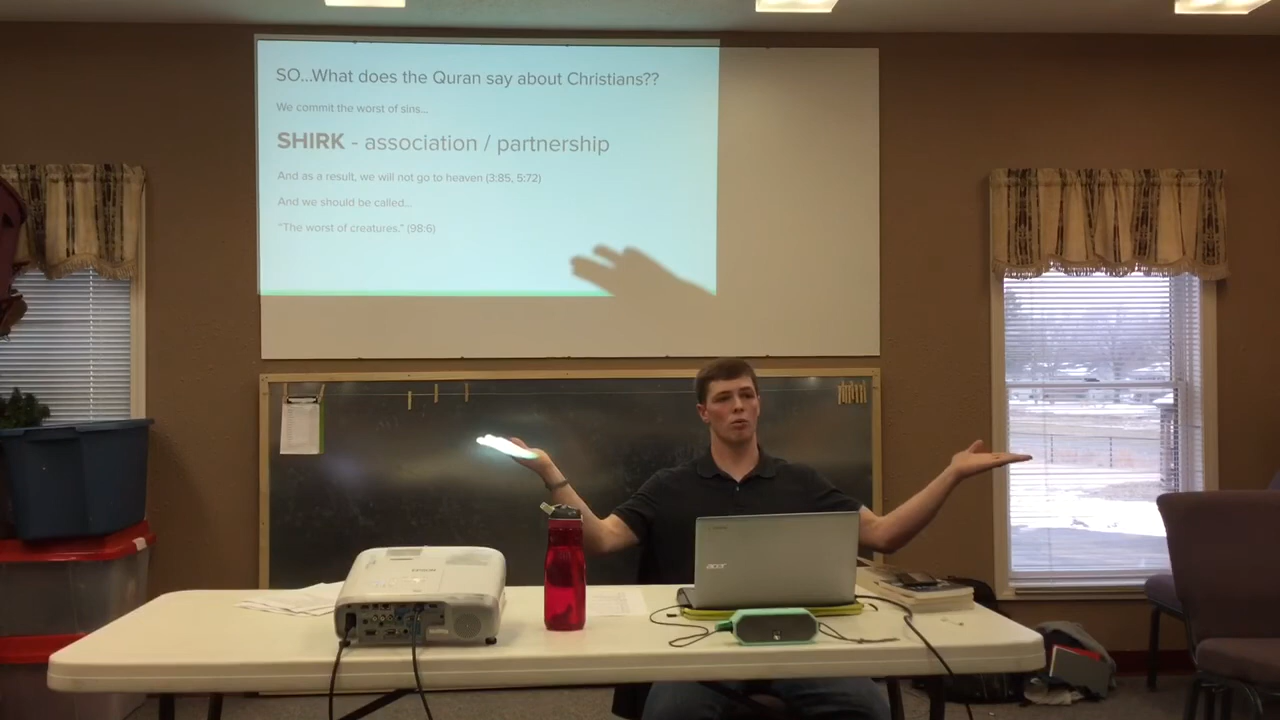 SO...What does the Quran say about Christians??
We commit the worst of sins...
SHIRK - association / partnership
And as a result, we will not go to heaven (3:85, 5:72)
And we should be called...
“The worst of creatures.” (98:6)
EPSON
acer